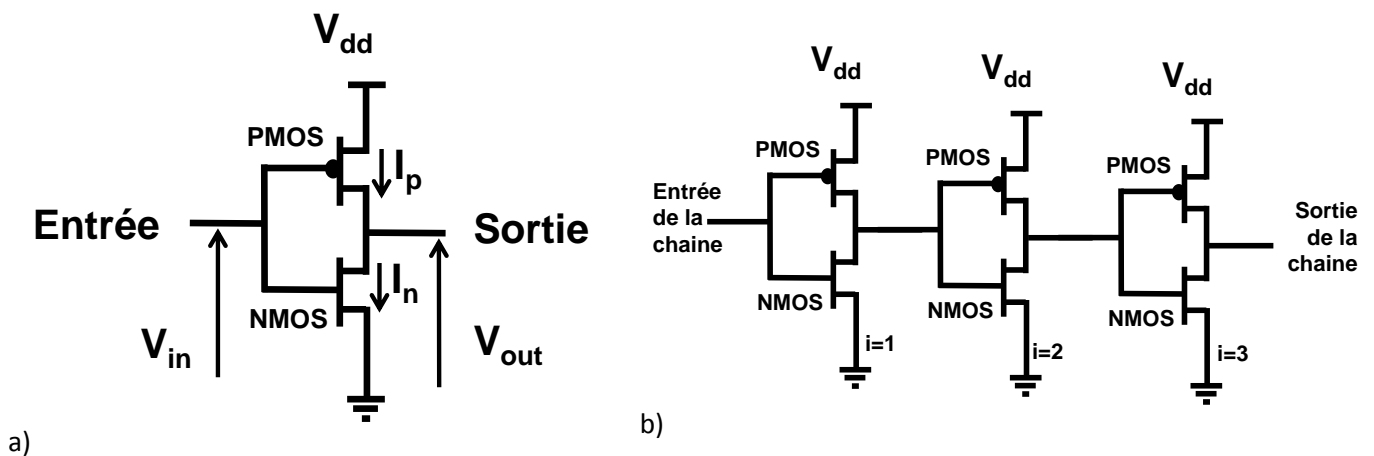 V_dd
PMOS
I_p
Entrée
Sortie
I_n
NMOS
V_in
V_out
a)
V_dd
V_dd
V_dd
PMOS
PMOS
PMOS
Entrée
de la
chaine
Sortie
de la
chaine
NMOS
NMOS
NMOS
i=1
i=2
i=3
b)